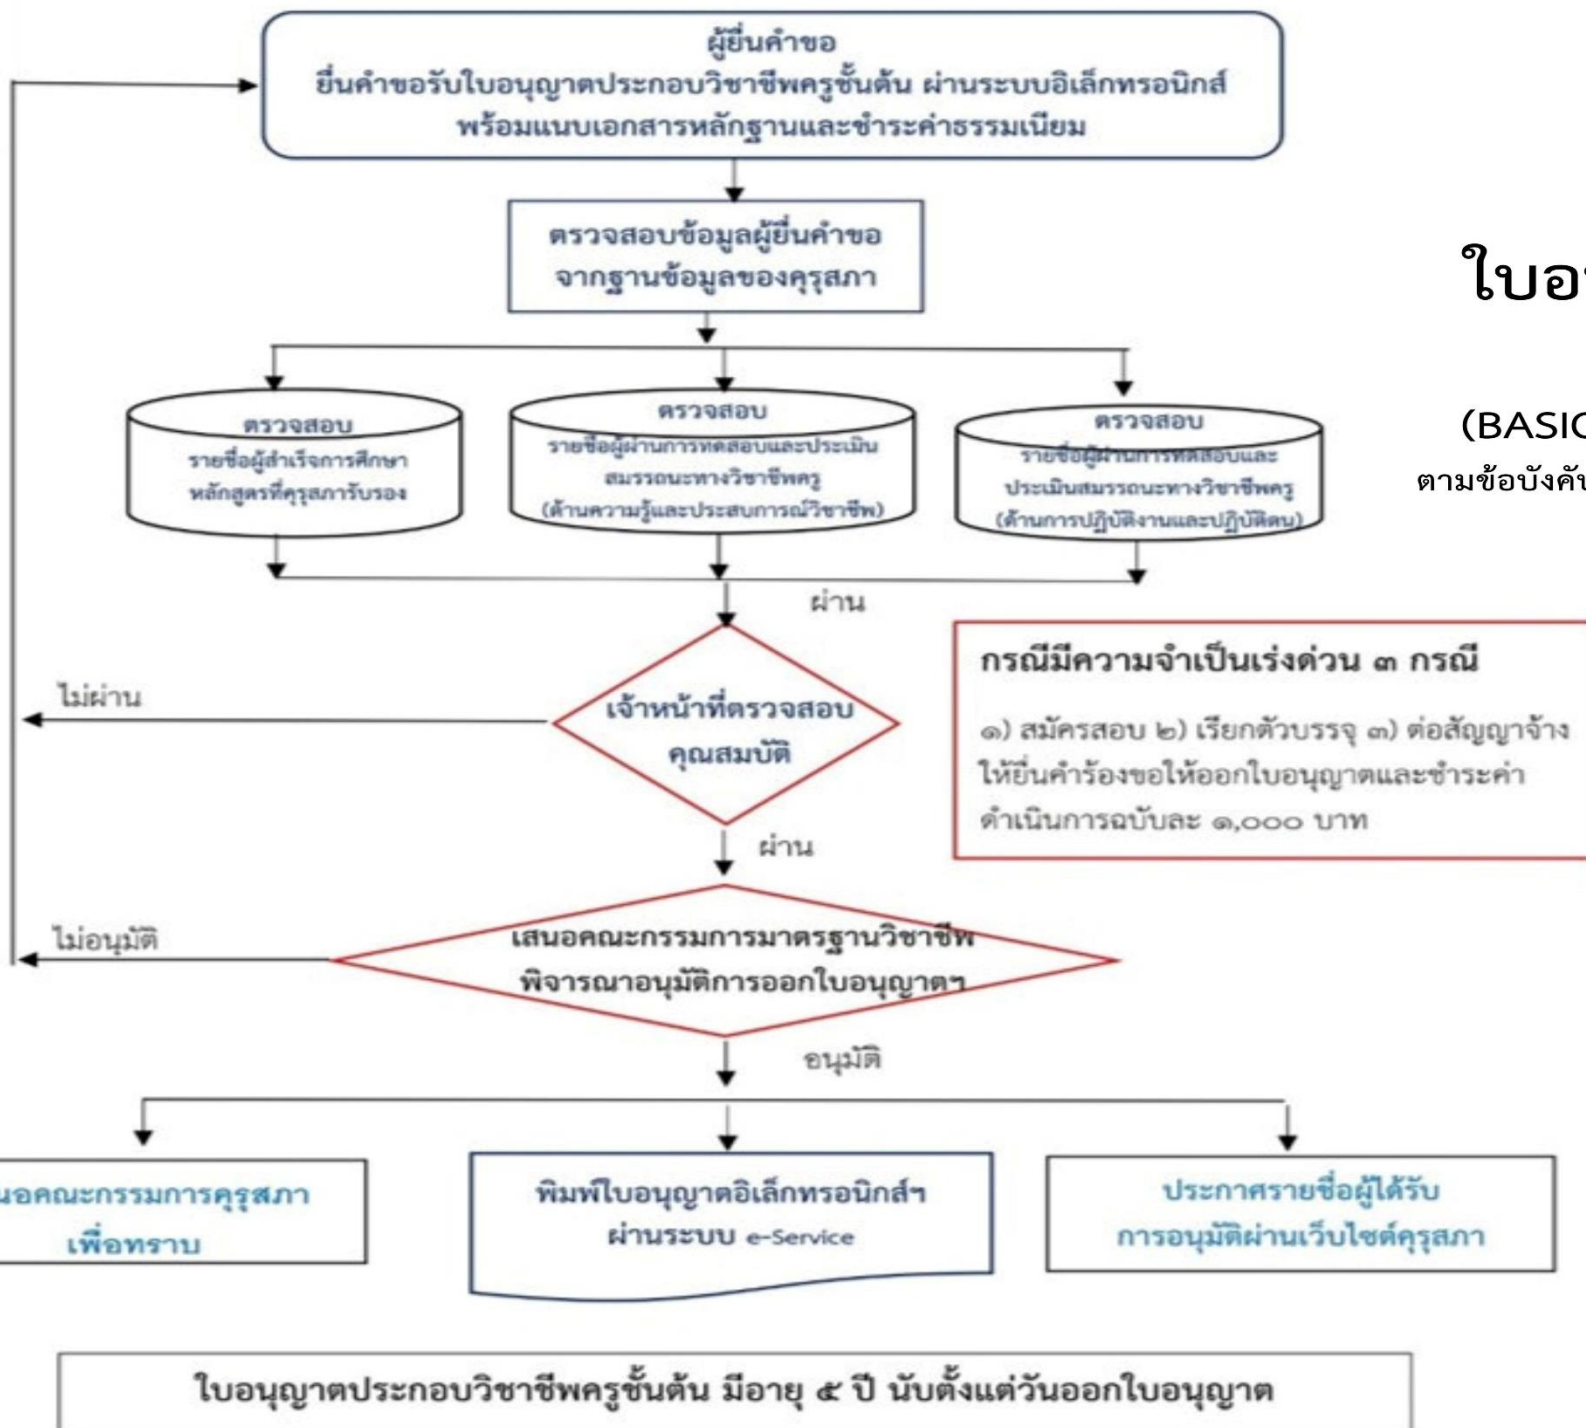 ผู้ยื่นคำขอ
ยื่นคำขอรับใบอนุญาตประกอบวิชาชีพครูชั้นต้น ผ่านระบบอิเล็กทรอนิกส์
พร้อมแนบเอกสารหลักฐานและชำระค่าธรรมเนียม
ตรวจสอบข้อมูลผู้ยื่นคำขอ
จากฐานข้อมูลของคุรุสภา
ตรวจสอบ
รายชื่อผู้สำเร็จการศึกษา
หลักสูตรที่คุรุสภารับรอง
ตรวจสอบ
รายชื่อผู้ผ่านการทดสอบและประเมิน
สมรรถนะทางวิชาชีพครู
(ด้านความรู้และประสบการณ์วิชาชีพ)
ตรวจสอบ
รายชื่อผู้ผ่านการทดสอบและ
ประเมินสมรรถนะทางวิชาชีพครู
(ด้านการปฏิบัติงานและปฏิบัติตน)
(BASIC
ตามข้อบังคับ
ผ่าน
เจ้าหน้าที่ตรวจสอบ
คุณสมบัติ
ไม่ผ่าน
กรณีมีความจำเป็นเร่งด่วน ๓ กรณี
๑) สมัครสอบ ๒) เรียกตัวบรรจุ ๓) ต่อสัญญาจ้าง
ให้ยื่นคำร้องขอให้ออกใบอนุญาตและชำระค่า
ดำเนินการฉบับละ ๑,๐๐๐ บาท
ผ่าน
เสนอคณะกรรมการมาตรฐานวิชาชีพ
พิจารณาอนุมัติการออกใบอนุญาตฯ
ไม่อนุมัติ
อนุมัติ
นอคณะกรรมการคุรุสภา
เพื่อทราบ
พิมพ์ใบอนุญาตอิเล็กทรอนิกส์ฯ
ผ่านระบบ e-Service
ประกาศรายชื่อผู้ได้รับ
การอนุมัติผ่านเว็บไซต์คุรุสภา
ใบอนุญาตประกอบวิชาชีพครูชั้นต้น มีอายุ ๕ ปี นับตั้งแต่วันออกใบอนุญาต